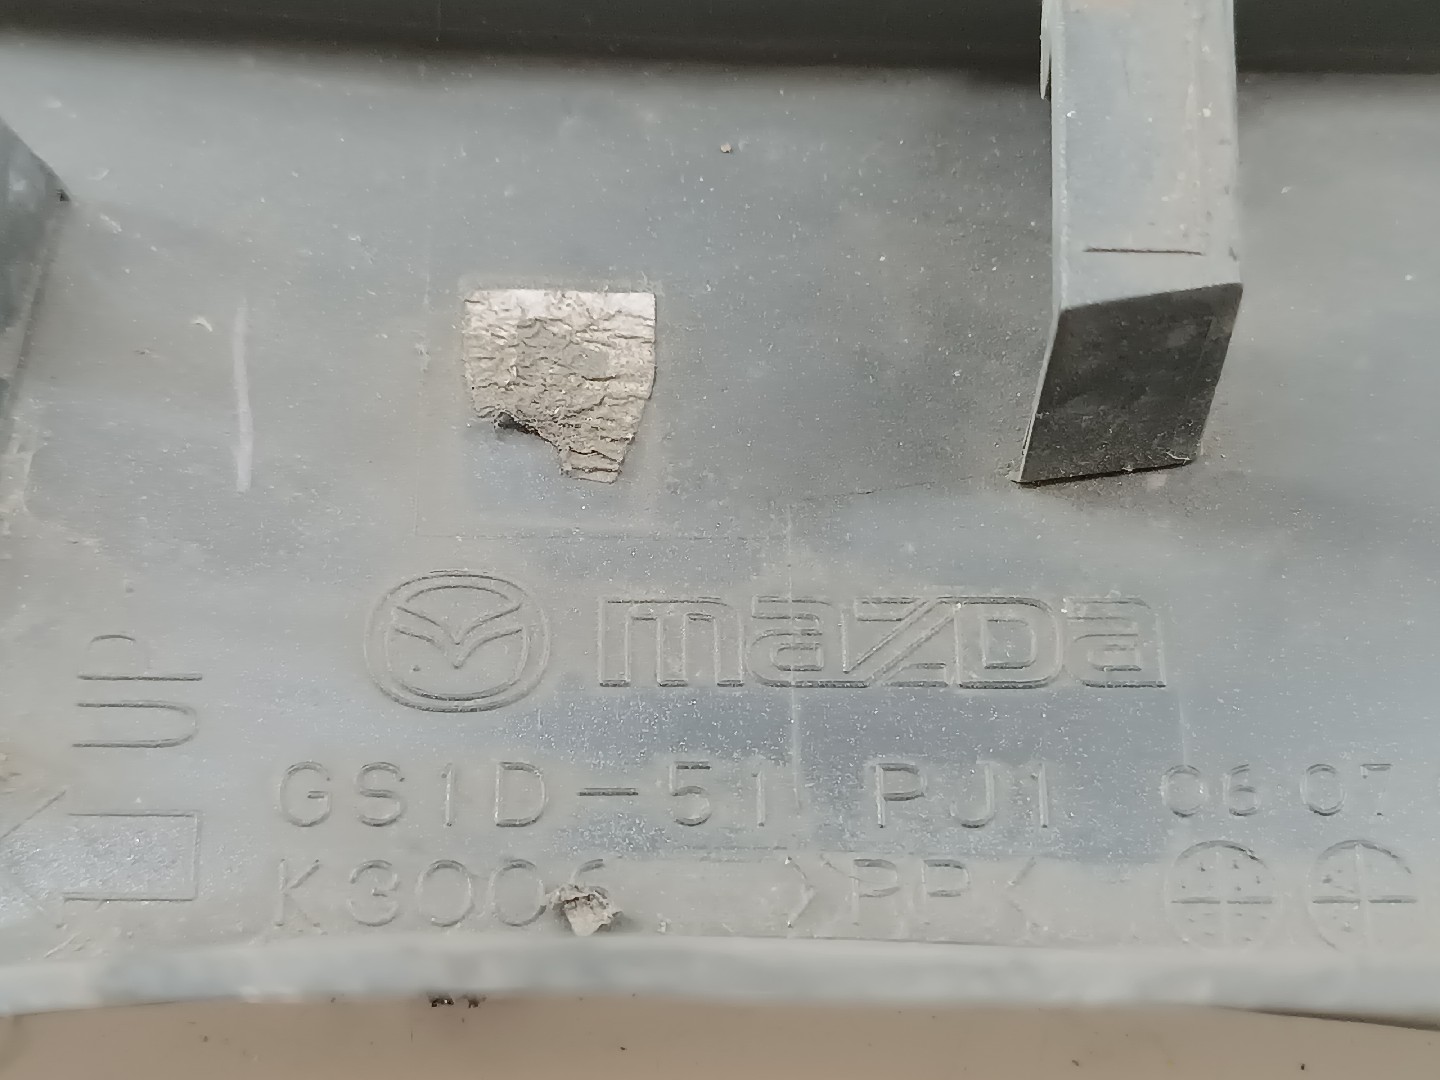 mazda
UP
GS1D-51 PJ1
06 07
K3006 >PP<